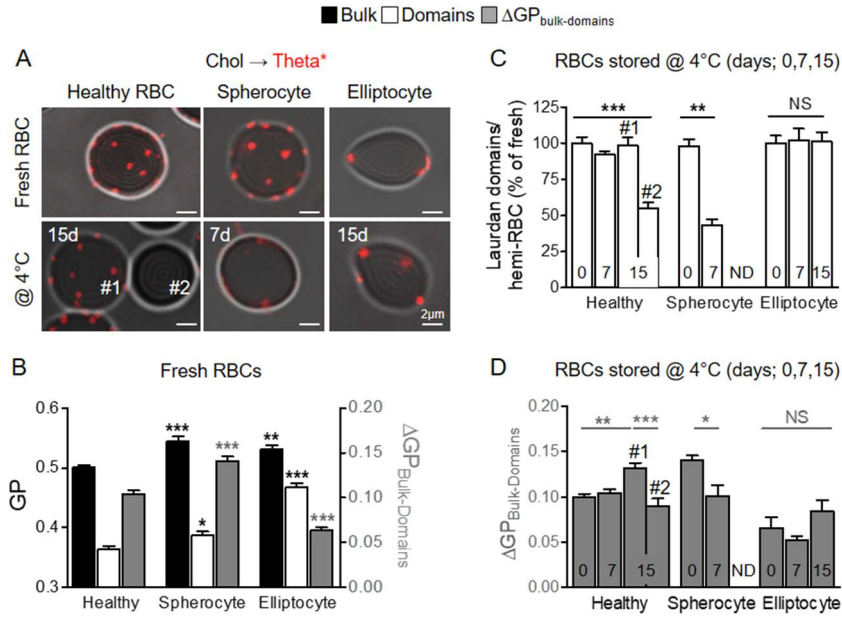 Bulk Domains ΔGPbulk-domains
A
Chol → Theta*
Healthy RBC Spherocyte Elliptocyte
Fresh RBC
@ 4°C
15d 7d 15d
#1 #2
2µm
B Fresh RBCs
GP
0.6
0.5
0.4
0.3
*** *** ** ***
* ***
0.20
0.15
0.10
0.05
0.00
ΔGPBulk-Domains
Healthy Spherocyte Elliptocyte
C RBCs stored @ 4°C (days; 0,7,15)
Laurdan domains/
hemi-RBC (% of fresh)
125
100
75
50
25
0
*** ** NS
#1
#2
0 7 15 0 7 ND 0 7 15
Healthy Spherocyte Elliptocyte
D RBCs stored @ 4°C (days; 0,7,15)
ΔGPBulk-Domains
0.20
0.15
0.10
0.05
0.00
** *** * NS
#1
#2
0 7 15 0 7 ND 0 7 15
Healthy Spherocyte Elliptocyte